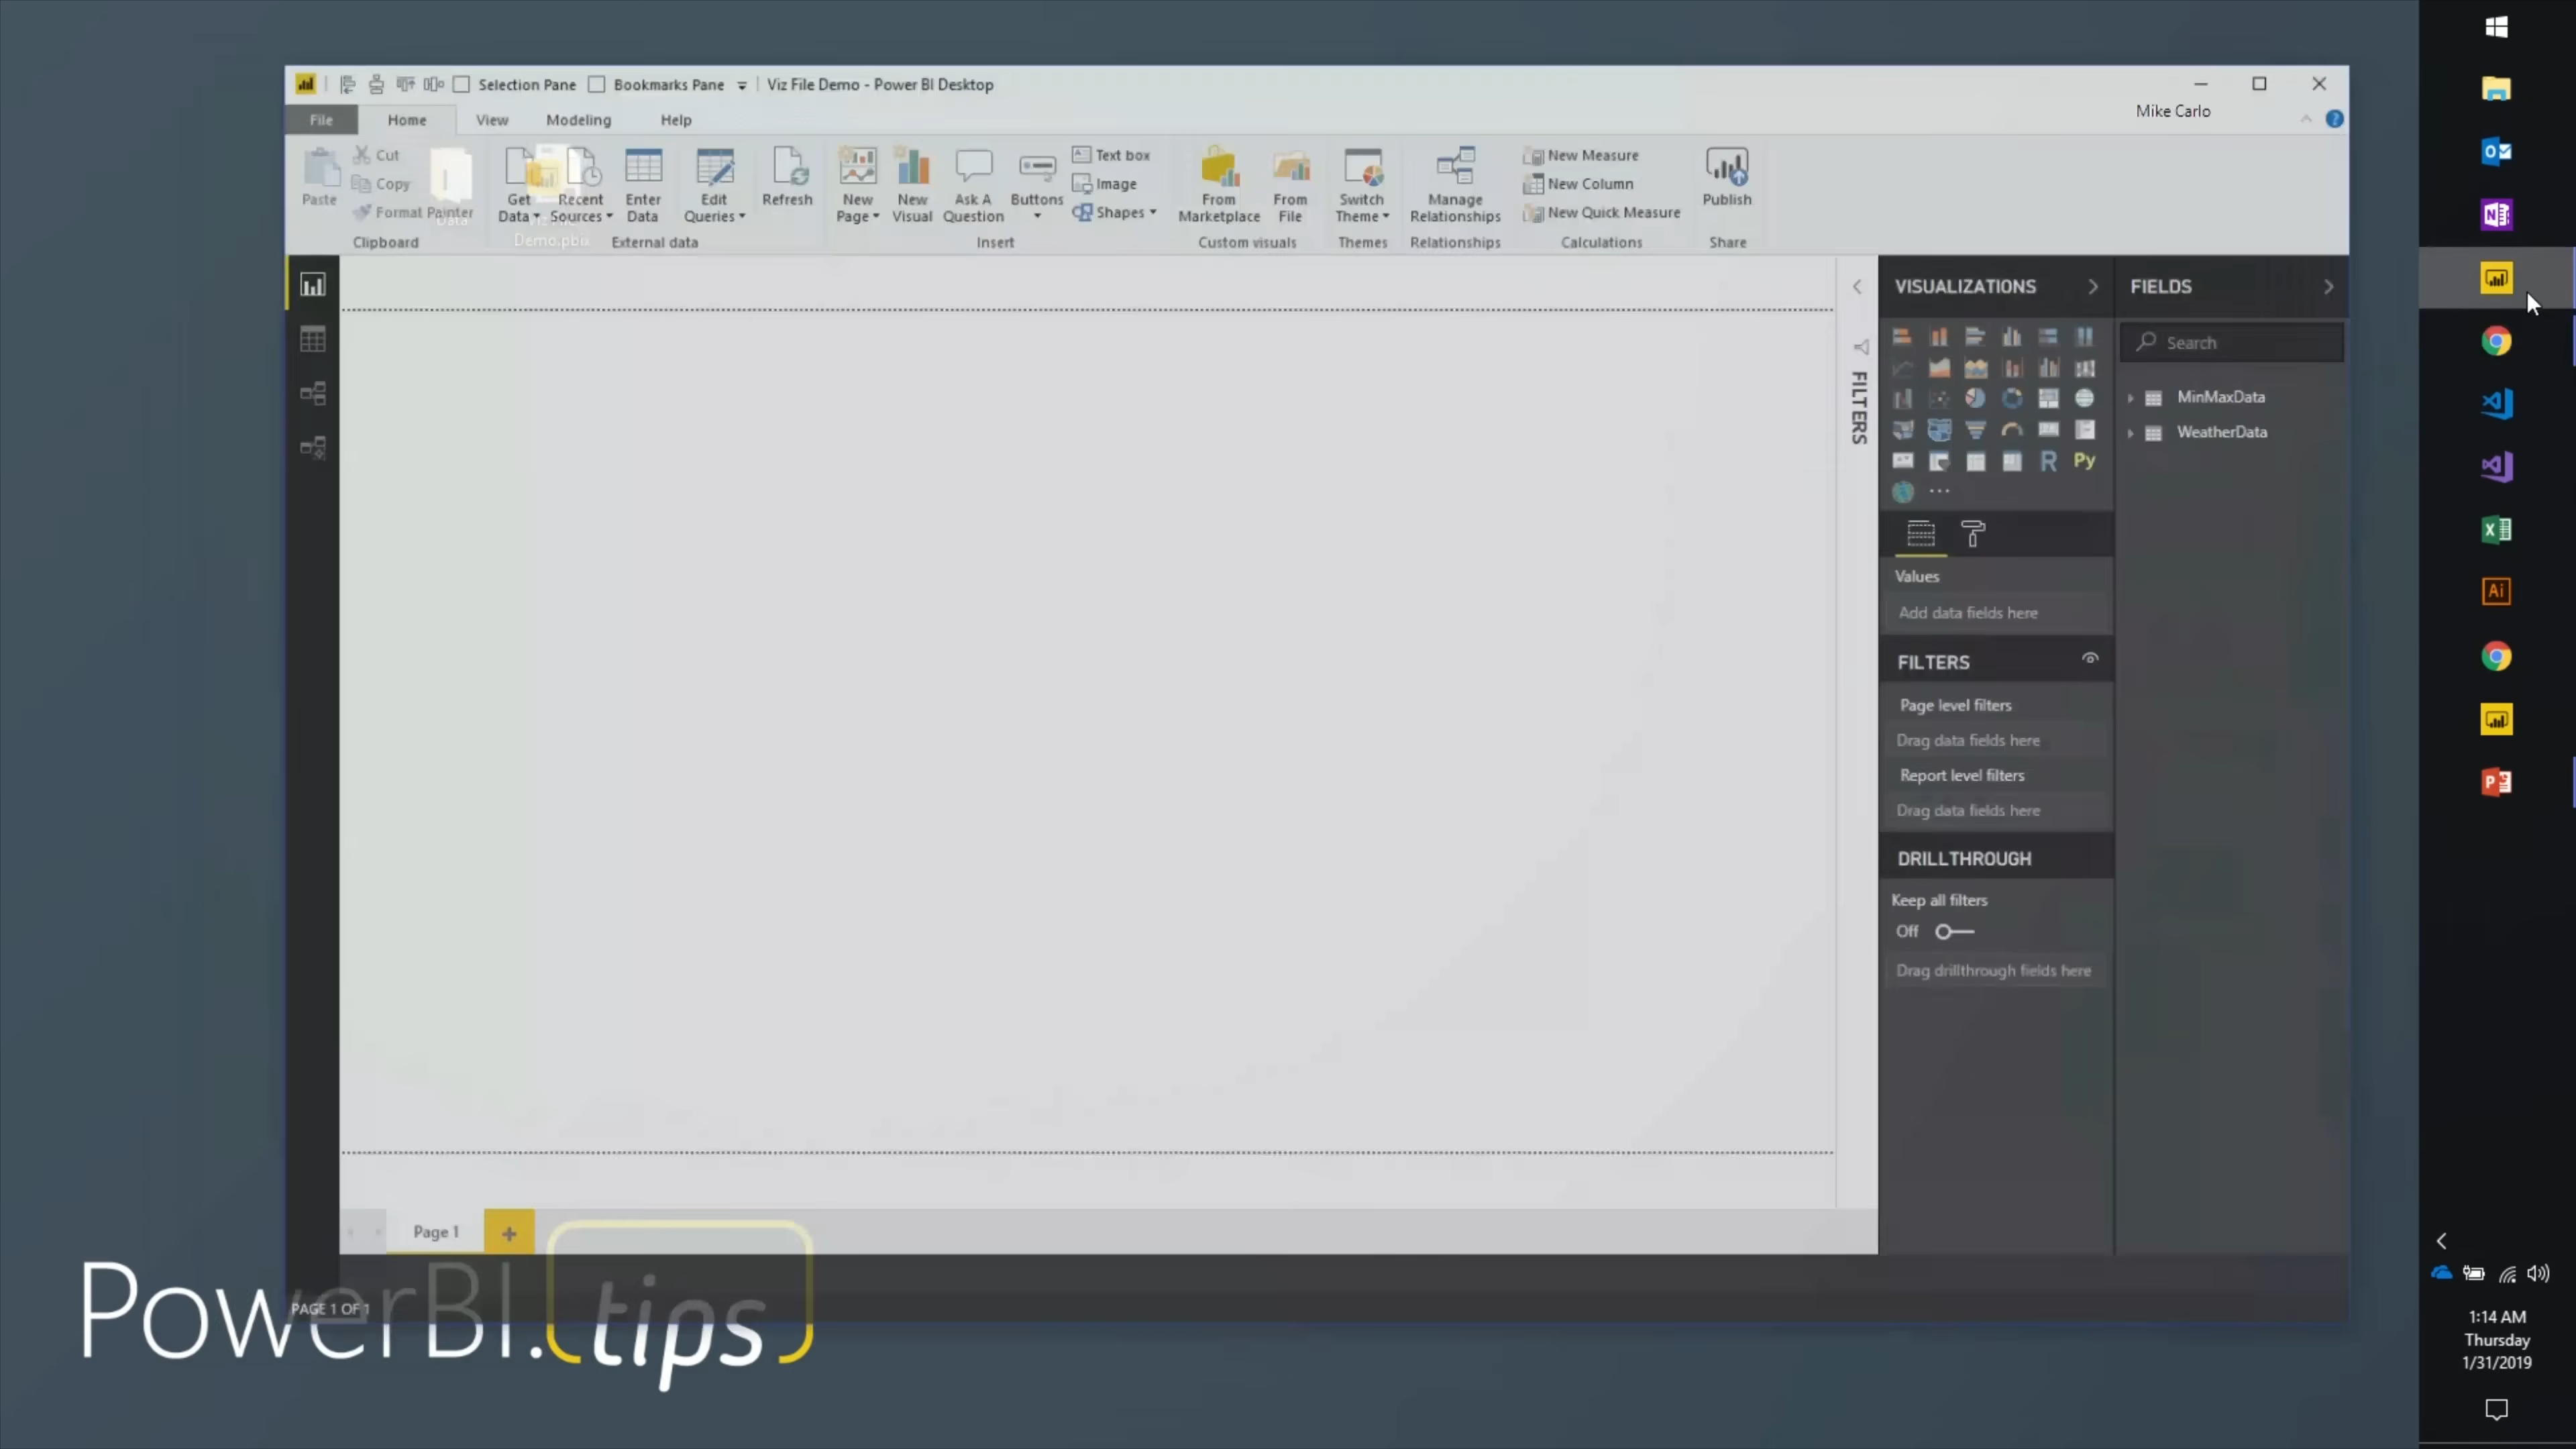 Selection Pane Bookmarks Pane Viz File Demo - Power BI Desktop
Mike Carlo
File Home View Modeling Help
Paste
Cut
Copy
Format Painter
Clipboard
Data
Demo.pbix
Get Data
Recent Sources
Enter Data
Edit Queries
Refresh
External data
New Page
New Visual
Ask A Question
Buttons
Text box
Image
Shapes
Insert
From Marketplace
From File
Custom visuals
Switch Theme
Themes
Manage Relationships
Relationships
New Measure
New Column
New Quick Measure
Calculations
Publish
Share
FILTERS
VISUALIZATIONS
R Py
Values
Add data fields here
FILTERS
Page level filters
Drag data fields here
Report level filters
Drag data fields here
DRILLTHROUGH
Keep all filters
Off
Drag drillthrough fields here
FIELDS
Search
MinMaxData
WeatherData
Page 1 +
PAGE 1 OF 1
PowerBI.tips
Ai
1:14 AM
Thursday
1/31/2019